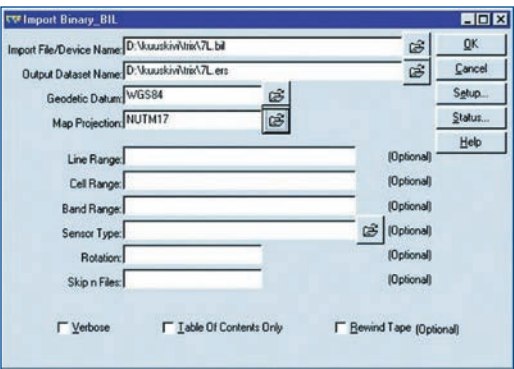 Import Binary_BIL
Import File/Device Name: D:\kuuskivi\trix\7L.bil OK
Output Dataset Name: D:\kuuskivi\trix\7L.ers Cancel
Geodetic Datum: WGS84 Setup...
Map Projection: NUTM17 Status...
Help
Line Range: (Optional)
Cell Range: (Optional)
Band Range: (Optional)
Sensor Type: (Optional)
Rotation: (Optional)
Skip n Files: (Optional)
Verbose Table Of Contents Only Rewind Tape (Optional)